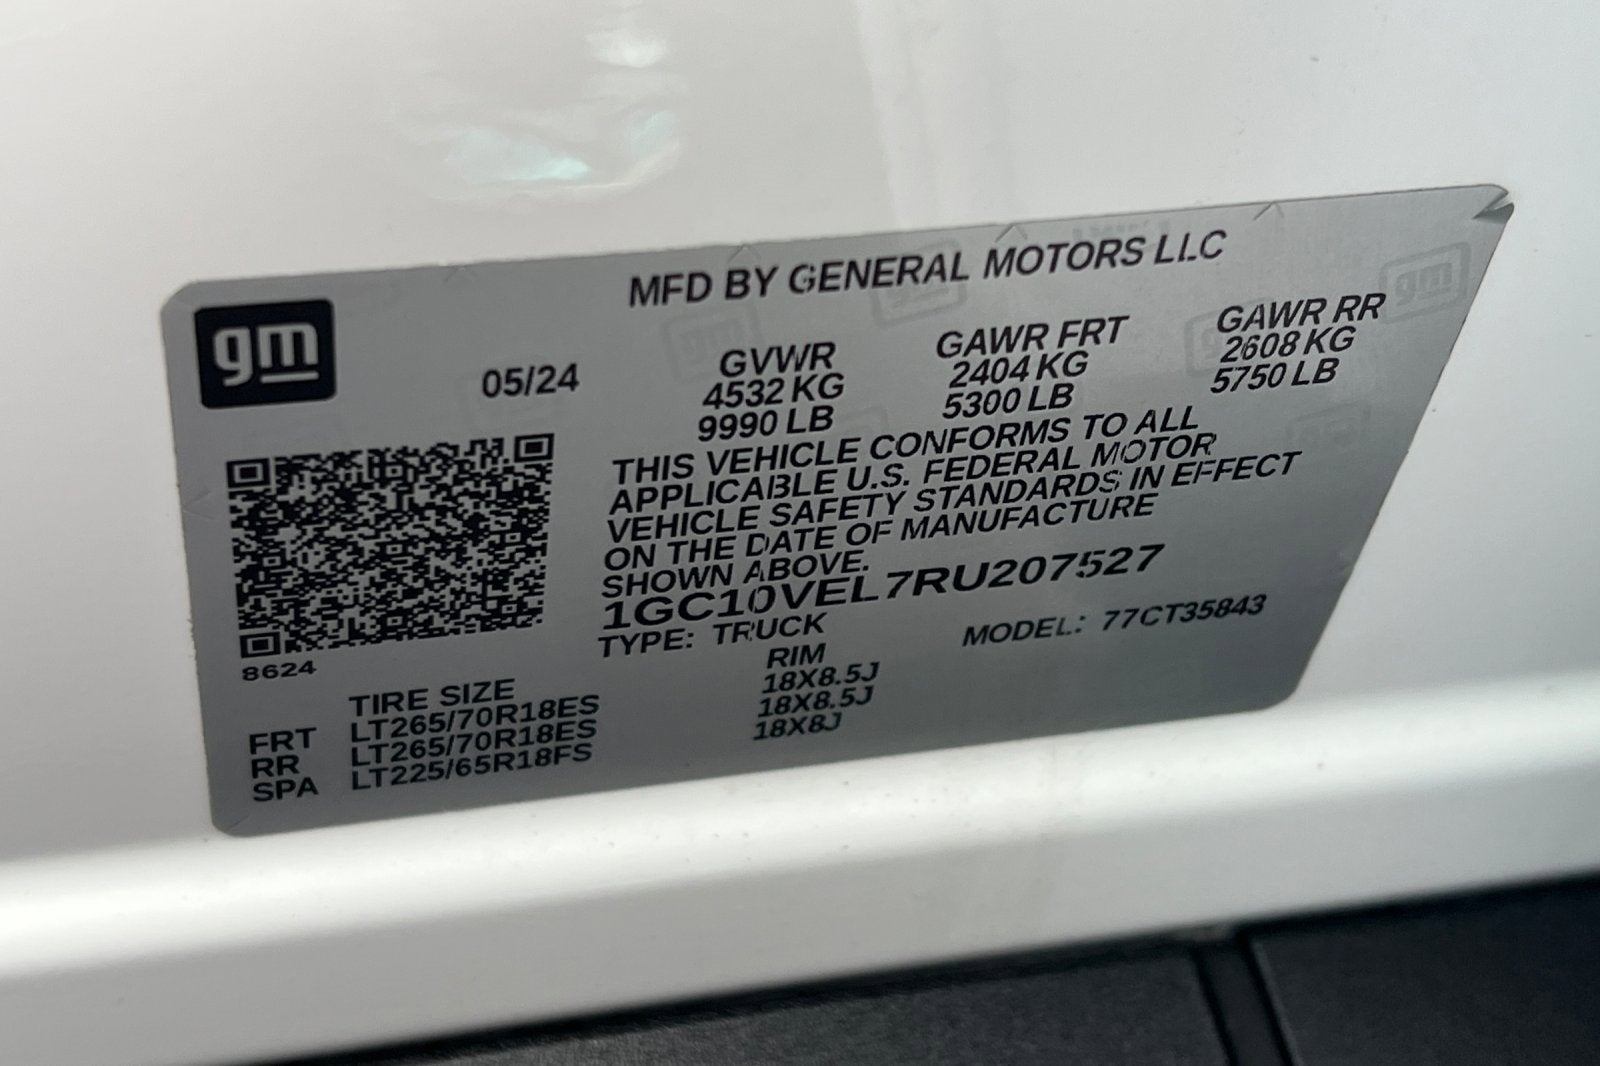 gm
MFD BY GENERAL MOTORS LLC
05/24
GVWR
4532 KG
9990 LB
GAWR FRT
2404 KG
5300 LB
GAWR RR
2608 KG
5750 LB
THIS VEHICLE CONFORMS TO ALL
APPLICABLE U.S. FEDERAL MOTOR
VEHICLE SAFETY STANDARDS IN EFFECT
ON THE DATE OF MANUFACTURE
SHOWN ABOVE.
1GC10VEL7RU207527
TYPE: TRUCK MODEL: 77CT35843
8624
TIRE SIZE RIM
FRT LT265/70R18ES 18X8.5J
RR LT265/70R18ES 18X8.5J
SPA LT225/65R18FS 18X8J